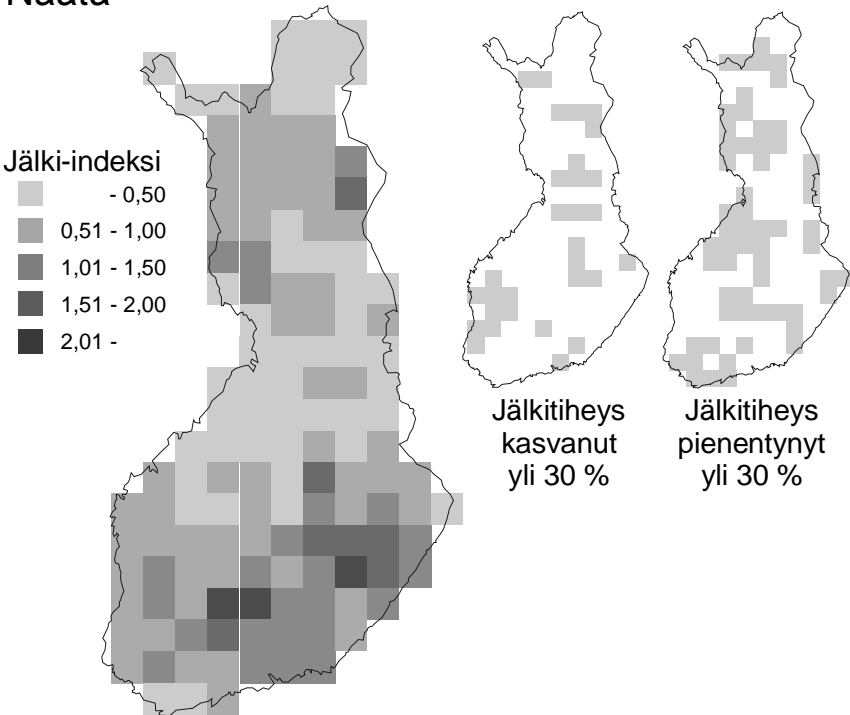 Näätä
Jälki-indeksi
- 0,50
0,51 - 1,00
1,01 - 1,50
1,51 - 2,00
2,01 -
Jälkitiheys
kasvanut
yli 30 %
Jälkitiheys
pienentynyt
yli 30 %